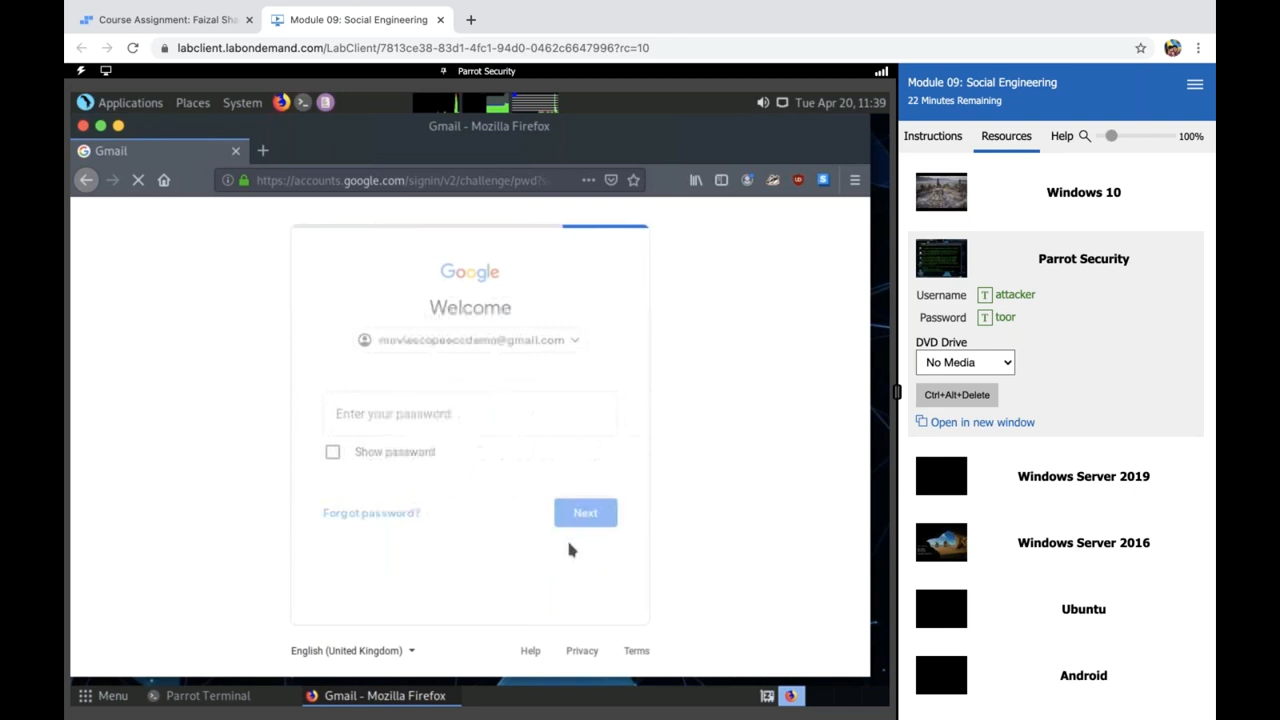 Course Assignment: Faizal Sha
Module 09: Social Engineering
labclient.labondemand.com/LabClient/7813ce38-83d1-4fc1-94d0-0462c6647996?rc=10
Parrot Security
Applications Places System
Tue Apr 20, 11:39
Gmail - Mozilla Firefox
Gmail
https://accounts.google.com/signin/v2/challenge/pwd?
Google
Welcome
@gmail.com
Enter your password
Show password
Forgot password?
Next
English (United Kingdom)
Help Privacy Terms
Menu Parrot Terminal Gmail - Mozilla Firefox
Module 09: Social Engineering
22 Minutes Remaining
Instructions Resources Help 100%
Windows 10
Parrot Security
Username T attacker
Password T toor
DVD Drive
No Media
Ctrl+Alt+Delete
Open in new window
Windows Server 2019
Windows Server 2016
Ubuntu
Android